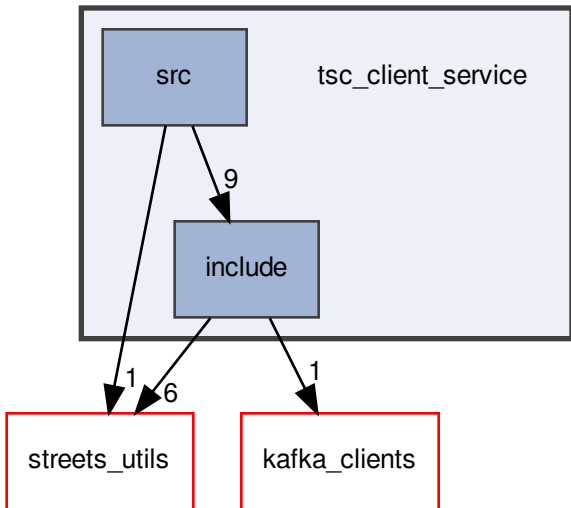 src
tsc_client_service
9
include
1
6
1
streets_utils
kafka_clients